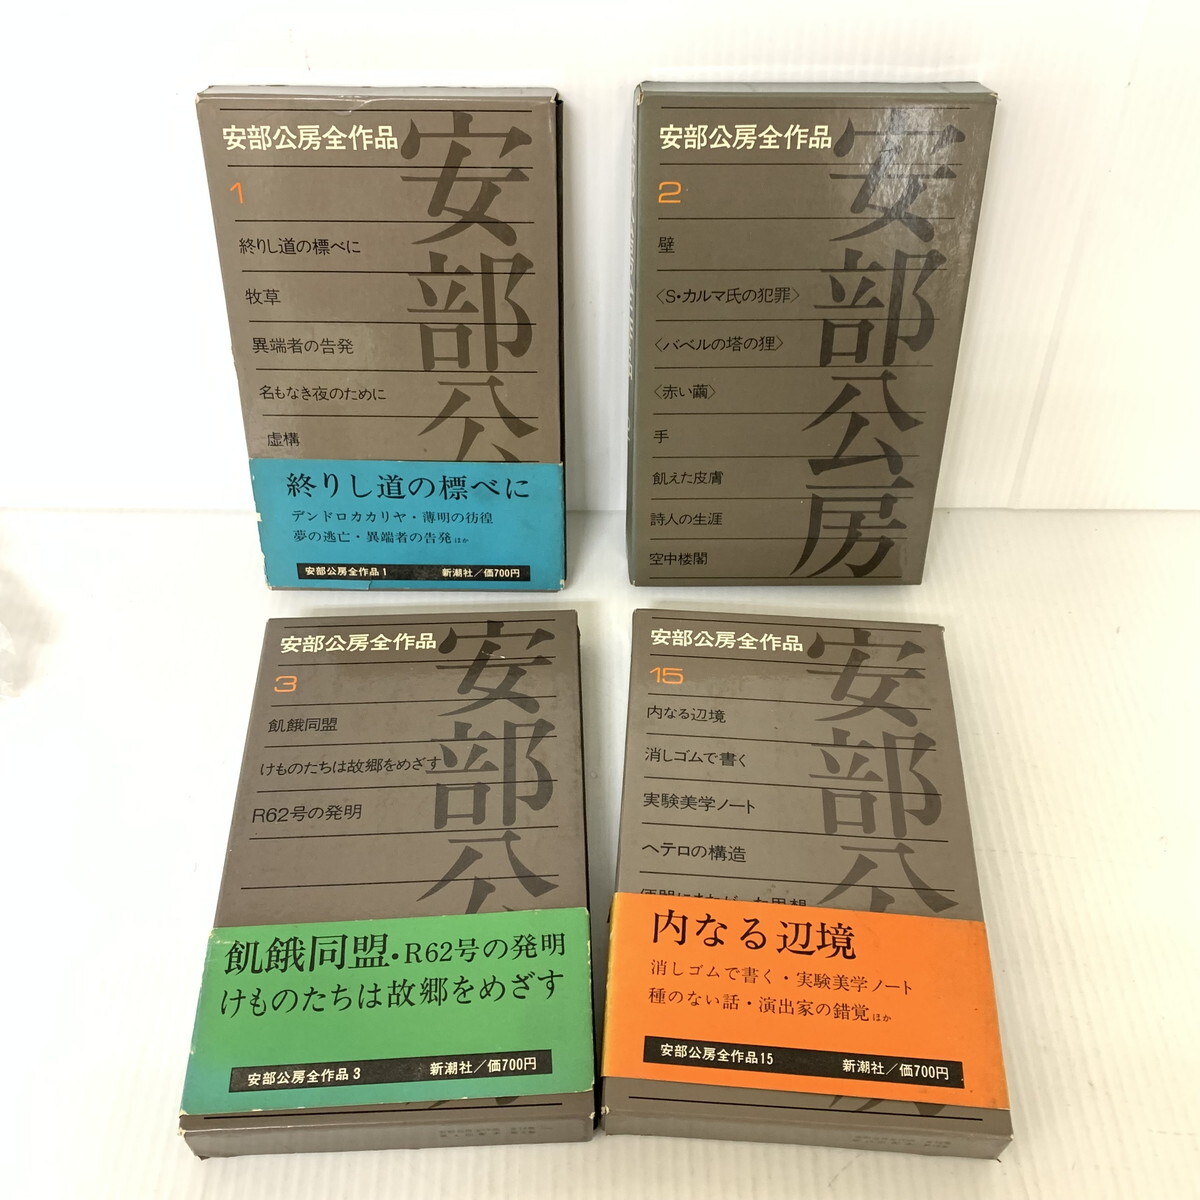 安部公房全作品
1
終りし道の標べに
牧草
異端者の告発
名もなき夜のために
虚構
安部公
終りし道の標べに
デンドロカカリヤ・薄明の彷徨
夢の逃亡・異端者の告発ほか
安部公房全作品1 新潮社/価700円
安部公房全作品
2
壁
〈S・カルマ氏の犯罪〉
〈バベルの塔の狸〉
〈赤い繭〉
手
飢えた皮膚
詩人の生涯
空中楼閣
安部公房
安部公房全作品
3
飢餓同盟
けものたちは故郷をめざす
R62号の発明
安部公
飢餓同盟・R62号の発明
けものたちは故郷をめざす
安部公房全作品3 新潮社/価700円
安部公房全作品
15
内なる辺境
消しゴムで書く
実験美学ノート
ヘテロの構造
安部公
内なる辺境
消しゴムで書く・実験美学ノート
種のない話・演出家の錯覚ほか
安部公房全作品15 新潮社/価700円